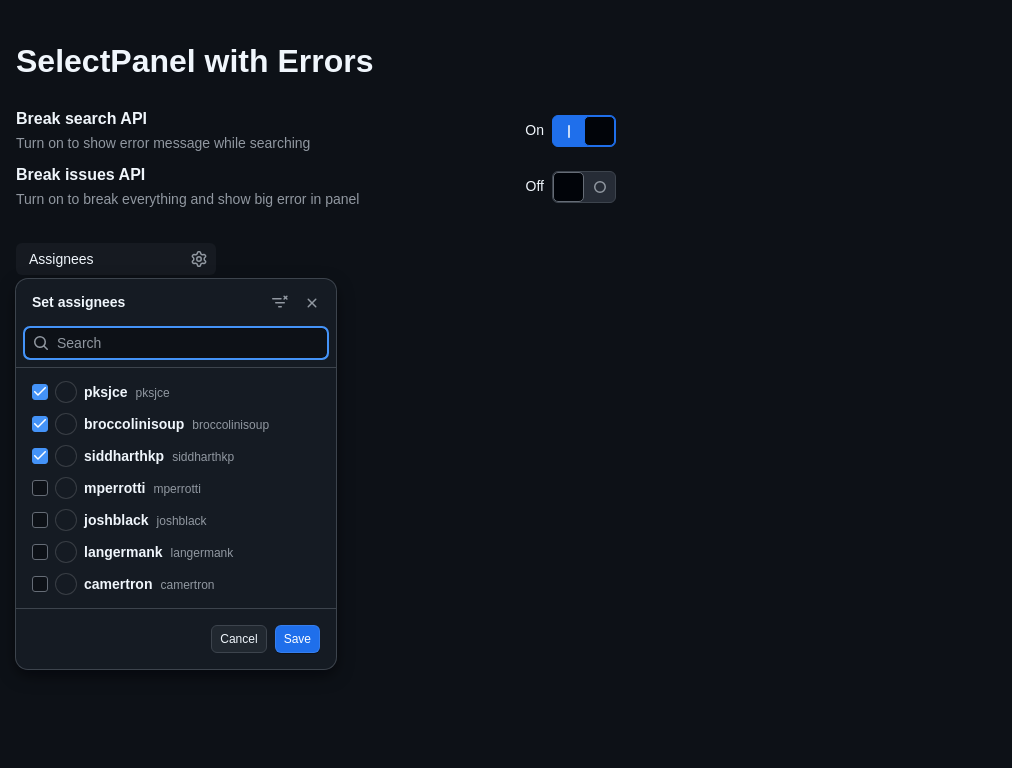 SelectPanel with Errors
Break search API
Turn on to show error message while searching
On
Break issues API
Turn on to break everything and show big error in panel
Off
Assignees
Set assignees
Search
pksjce pksjce
broccolinisoup broccolinisoup
siddharthkp siddharthkp
mperrotti mperrotti
joshblack joshblack
langermank langermank
camertron camertron
Cancel Save